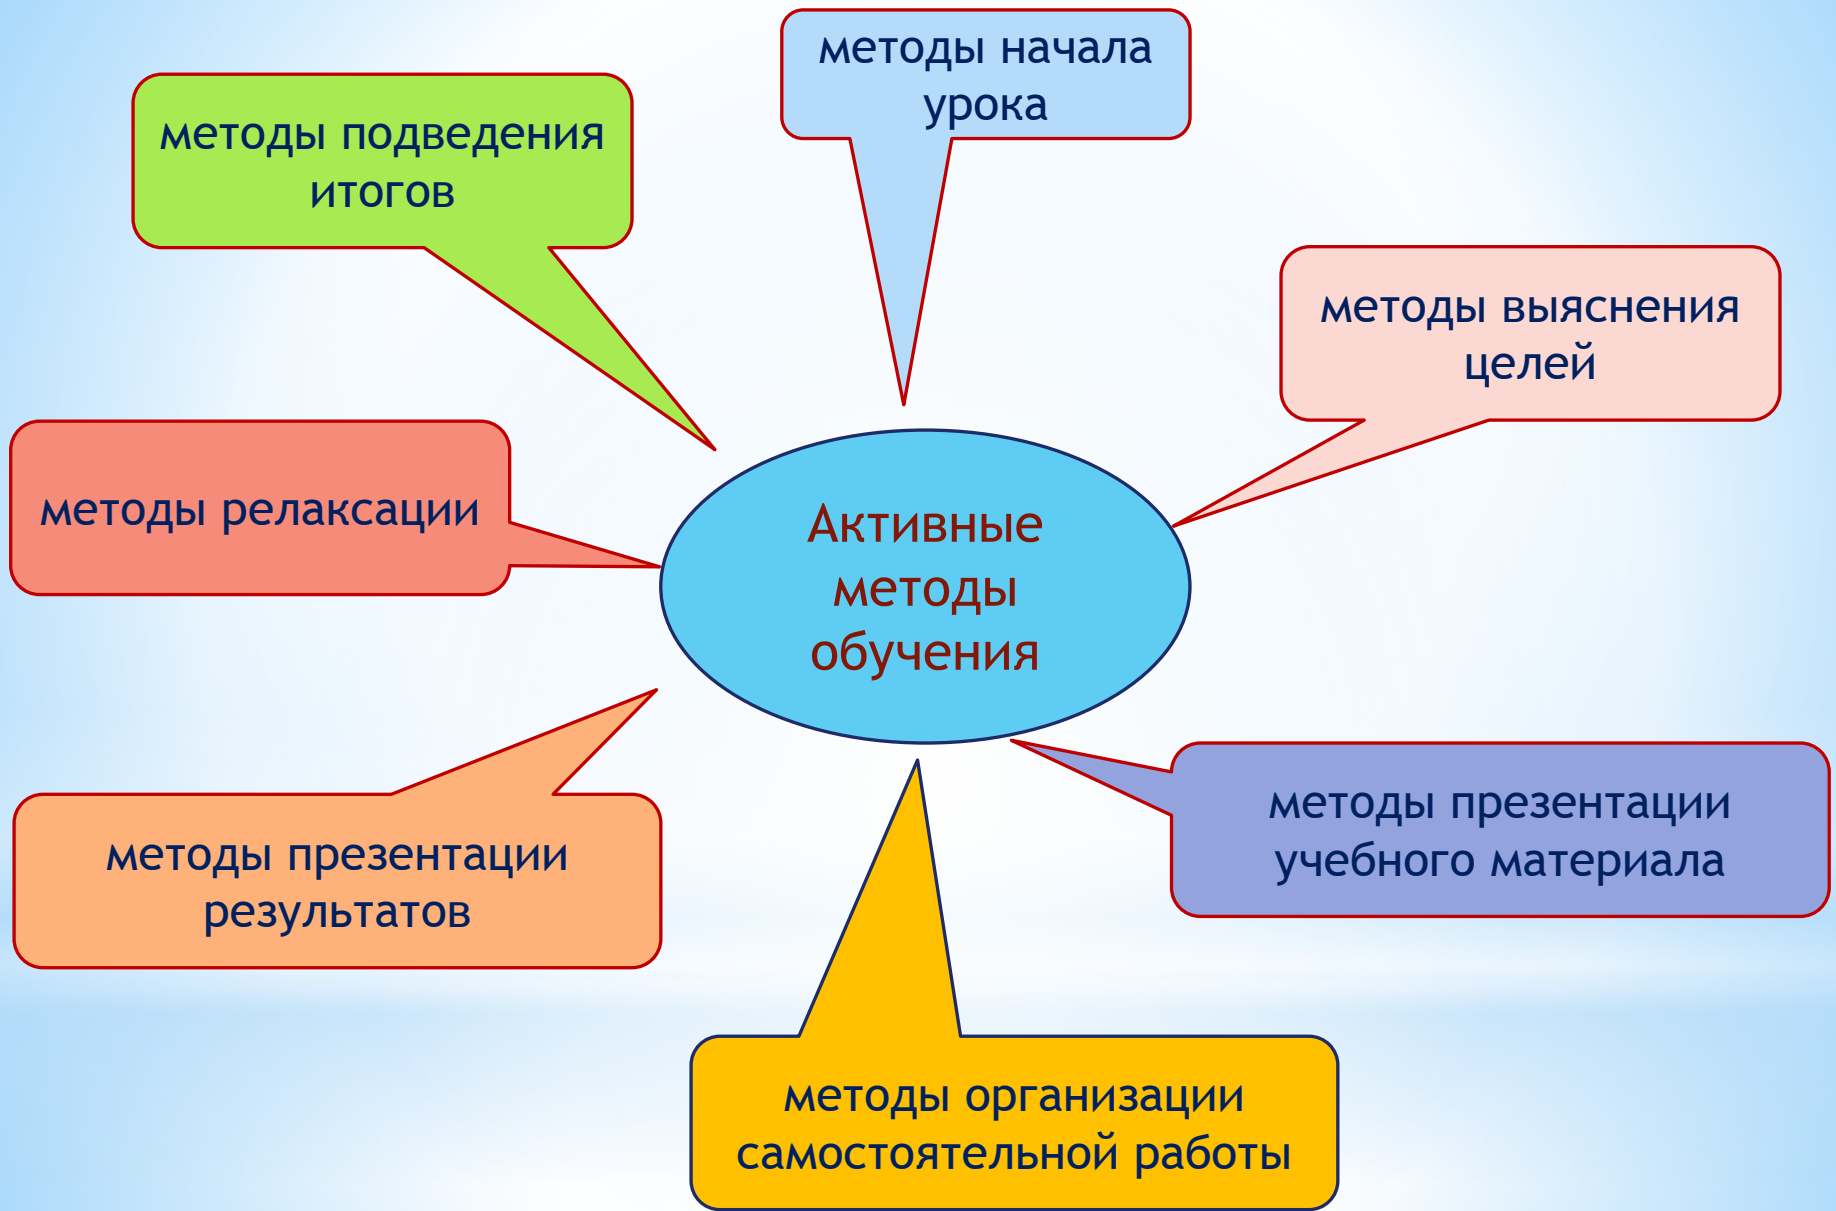 методы начала
урока
методы подведения
итогов
методы выяснения
целей
методы релаксации
Активные
методы
обучения
методы презентации
учебного материала
методы презентации
результатов
методы организации
самостоятельной работы